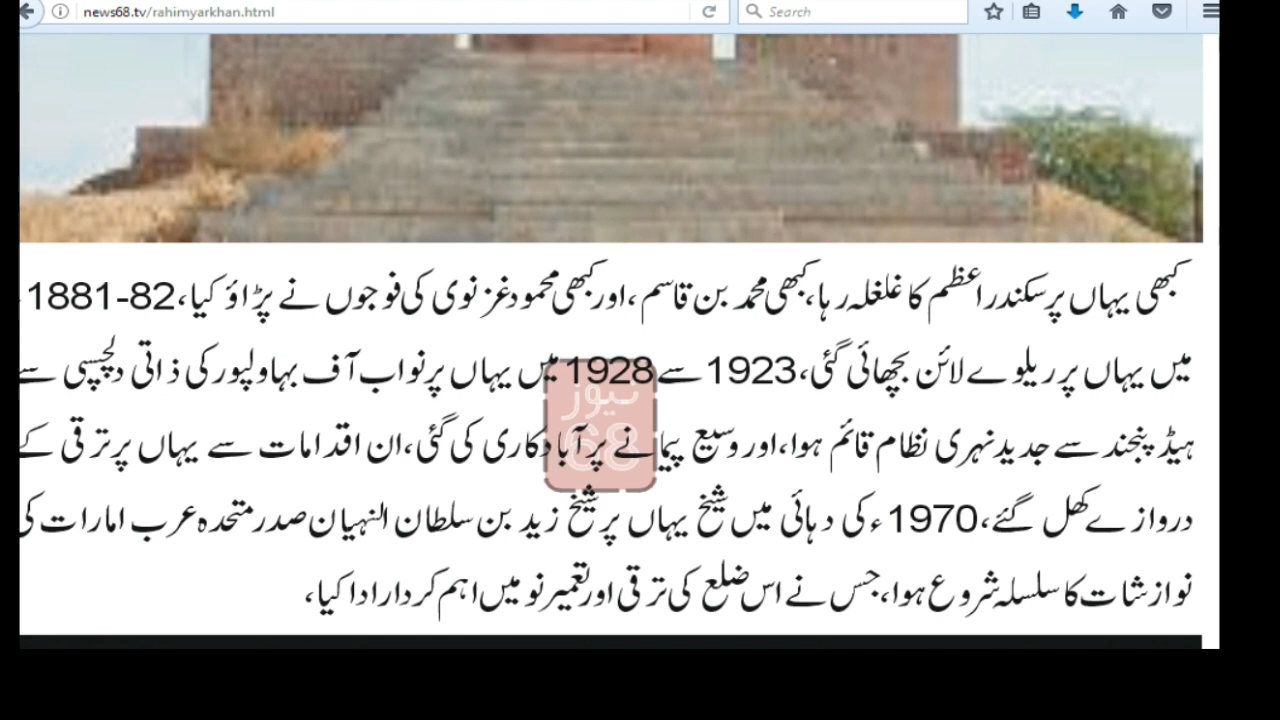 news68.tv/rahimyarkhan.html
Search
کبھی یہاں پر سکندر اعظم کا غلغلہ رہا، کبھی محمد بن قاسم، اور کبھی محمود غزنوی کی فوجوں نے پڑاؤ کیا، 1881-82
میں یہاں پر ریلوے لائن بچھائی گئی، 1923 سے 1928 میں یہاں پر نواب آف بہاولپور کی ذاتی دلچسپی سے
ہیڈ پنجند سے جدید نہری نظام قائم ہوا، اور وسیع پیمانے پر آبادکاری کی گئی، ان اقدامات سے یہاں پر ترقی کے
دروازے کھل گئے، 1970ء کی دہائی میں شیخ یہاں پر شیخ زید بن سلطان النہیان صدر متحدہ عرب امارات کی
نوازشات کا سلسلہ شروع ہوا، جس نے اس ضلع کی ترقی اور تعمیر نو میں اہم کردار ادا کیا،
نیوز
68